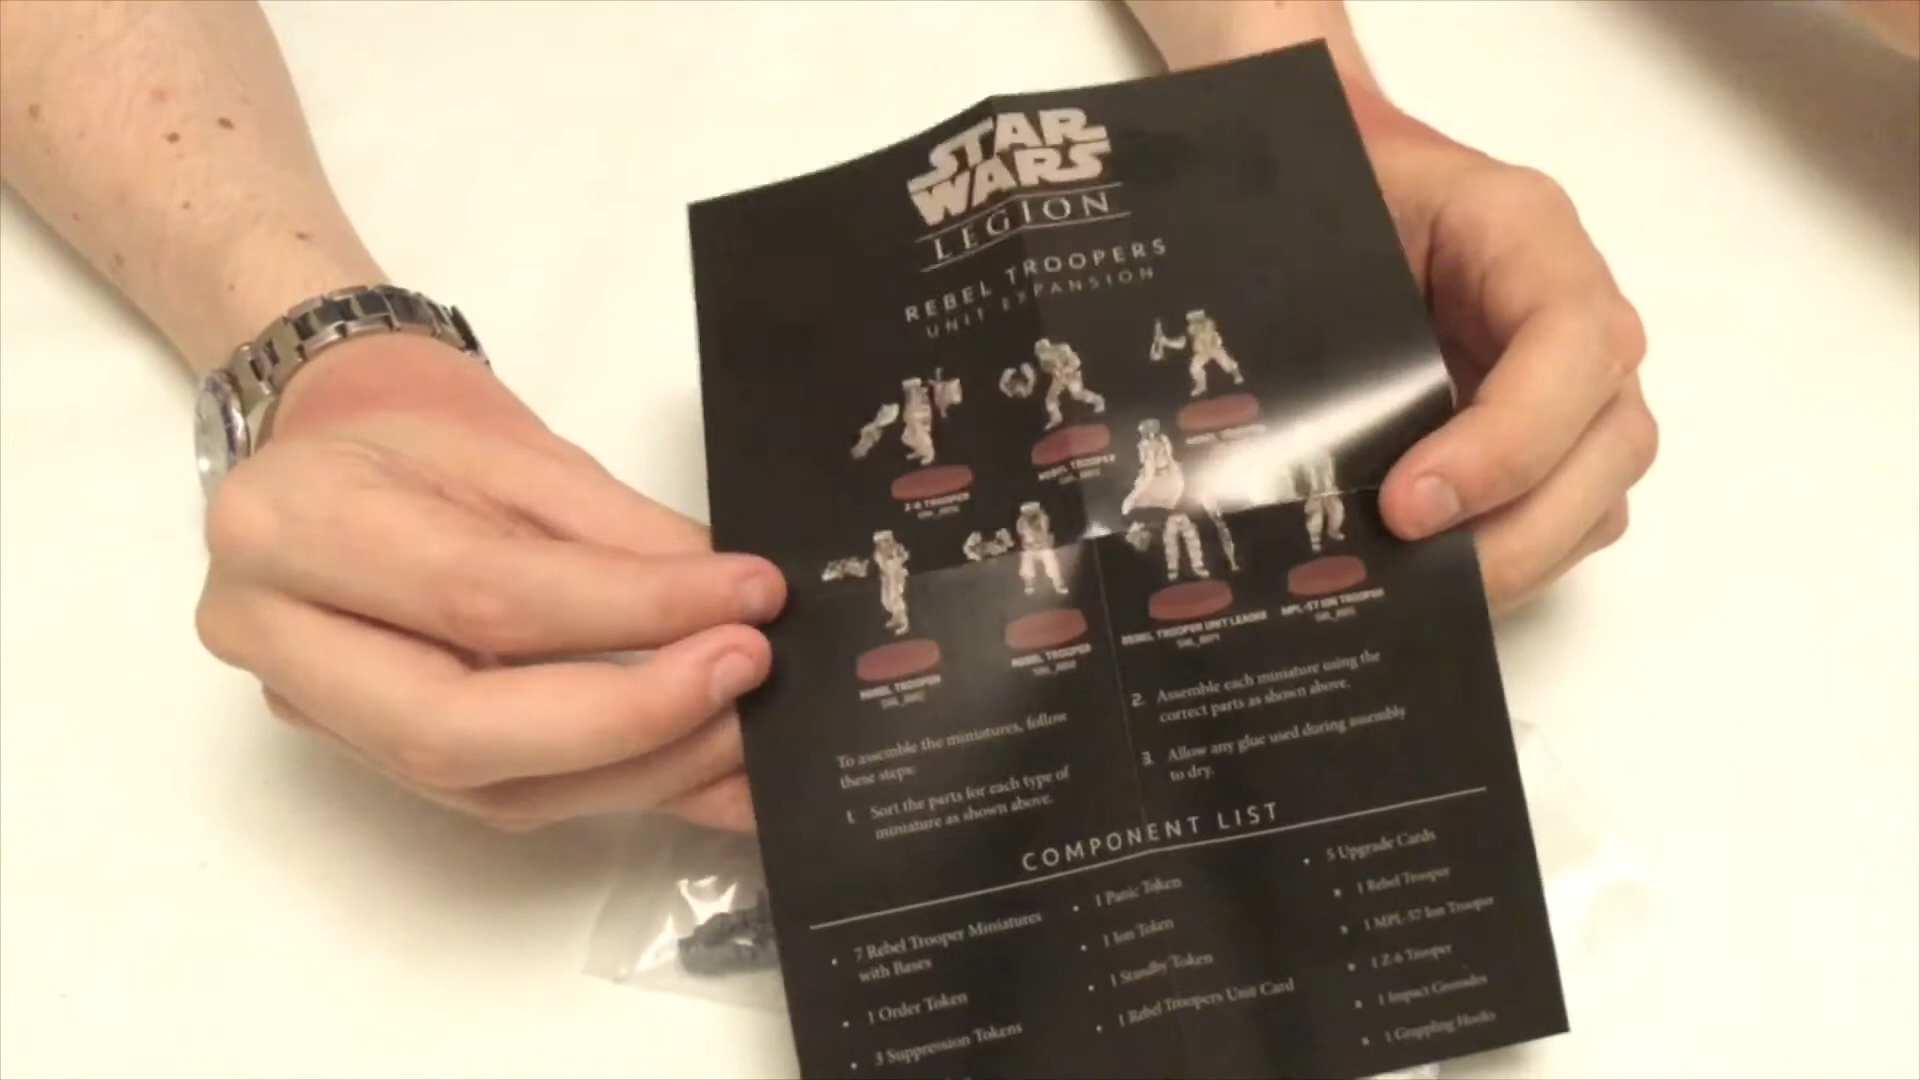 STAR
WARS
LEGION
REBEL TROOPERS
UNIT EXPANSION
Z-6 TROOPER
REBEL TROOPER
REBEL TROOPER
REBEL TROOPER
REBEL TROOPER UNIT LEADER
MPL-57 ION TROOPER
To assemble the miniatures, follow
these steps:
1. Sort the parts for each type of
miniature as shown above.
2. Assemble each miniature using the
correct parts as shown above.
3. Allow any glue used during assembly
to dry.
COMPONENT LIST
• 7 Rebel Trooper Miniatures
with Bases
• 1 Order Token
• 3 Suppression Tokens
• 1 Panic Token
• 1 Ion Token
• 1 Standby Token
• 1 Rebel Troopers Unit Card
• 5 Upgrade Cards
» 1 Rebel Trooper
» 1 MPL-57 Ion Trooper
» 1 Z-6 Trooper
» 1 Impact Grenades
» 1 Grappling Hooks